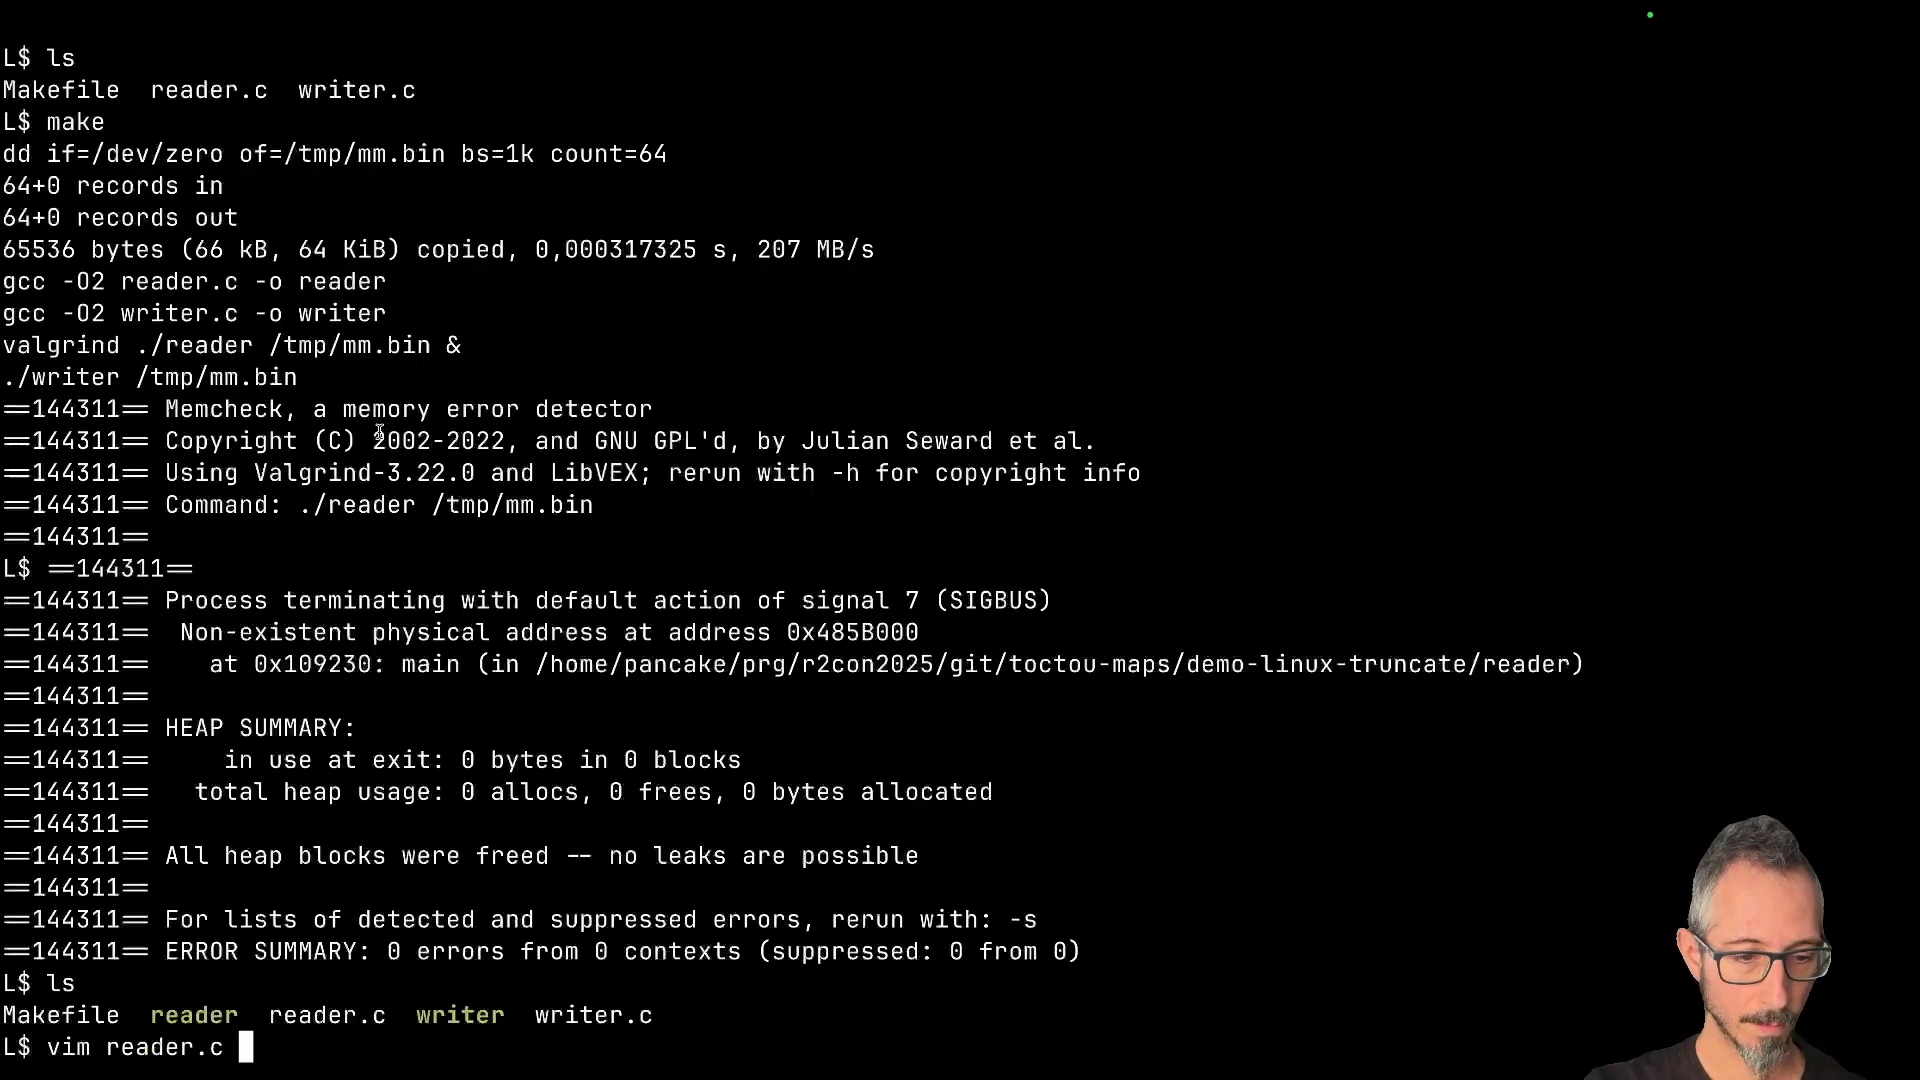 L$ ls
Makefile  reader.c  writer.c
L$ make
dd if=/dev/zero of=/tmp/mm.bin bs=1k count=64
64+0 records in
64+0 records out
65536 bytes (66 kB, 64 KiB) copied, 0,000317325 s, 207 MB/s
gcc -O2 reader.c -o reader
gcc -O2 writer.c -o writer
valgrind ./reader /tmp/mm.bin &
./writer /tmp/mm.bin
==144311== Memcheck, a memory error detector
==144311== Copyright (C) 2002-2022, and GNU GPL'd, by Julian Seward et al.
==144311== Using Valgrind-3.22.0 and LibVEX; rerun with -h for copyright info
==144311== Command: ./reader /tmp/mm.bin
==144311==
L$ ==144311==
==144311== Process terminating with default action of signal 7 (SIGBUS)
==144311==  Non-existent physical address at address 0x485B000
==144311==    at 0x109230: main (in /home/pancake/prg/r2con2025/git/toctou-maps/demo-linux-truncate/reader)
==144311==
==144311== HEAP SUMMARY:
==144311==     in use at exit: 0 bytes in 0 blocks
==144311==   total heap usage: 0 allocs, 0 frees, 0 bytes allocated
==144311==
==144311== All heap blocks were freed -- no leaks are possible
==144311==
==144311== For lists of detected and suppressed errors, rerun with: -s
==144311== ERROR SUMMARY: 0 errors from 0 contexts (suppressed: 0 from 0)
L$ ls
Makefile  reader  reader.c  writer  writer.c
L$ vim reader.c